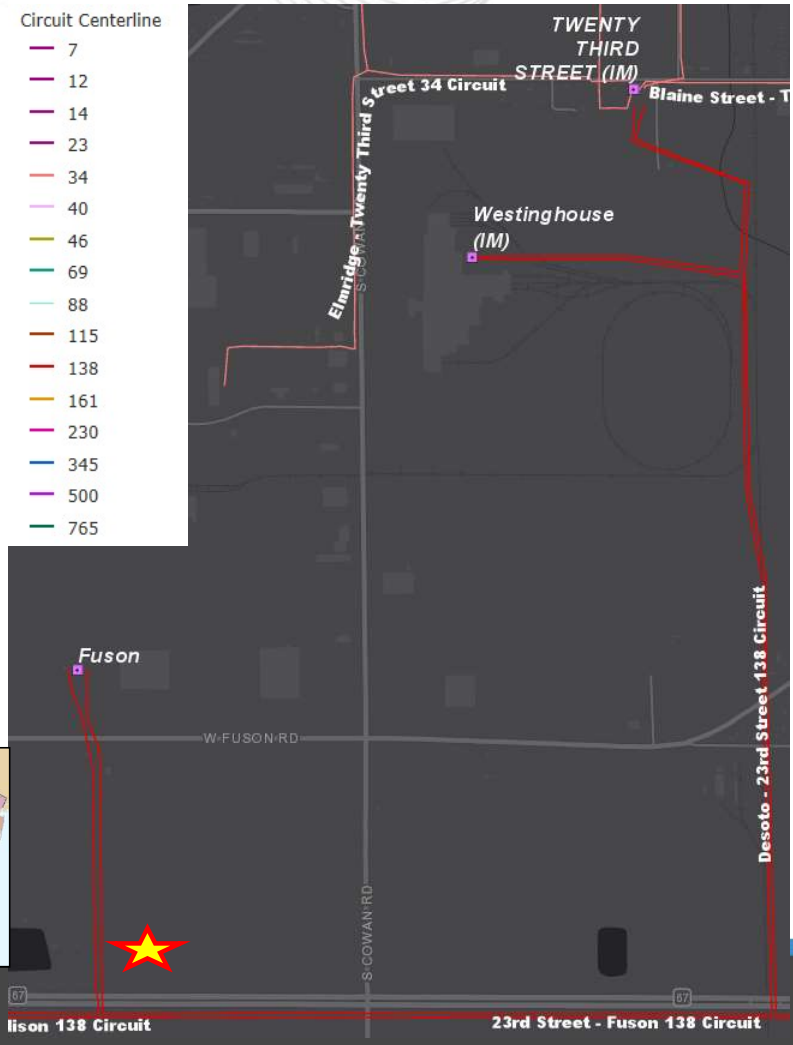 Circuit Centerline
7
12
14
23
34
40
46
69
88
115
138
161
230
345
500
765
TWENTY
THIRD
STREET (IM)
Elmridge - Twenty Third Street 34 Circuit
Blaine Street - T
S COWAN
Westinghouse
(IM)
Desoto - 23rd Street 138 Circuit
Fuson
W FUSON RD
S COWAN RD
67
67
lison 138 Circuit
23rd Street - Fuson 138 Circuit